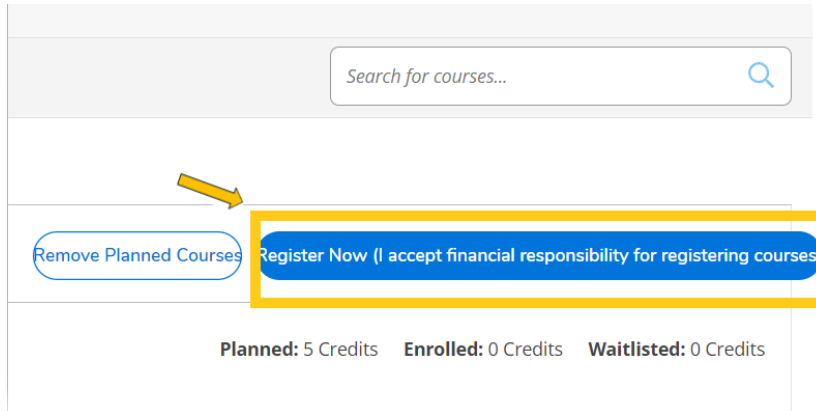 Search for courses...
Remove Planned Courses Register Now (I accept financial responsibility for registering courses
Planned: 5 Credits Enrolled: 0 Credits Waitlisted: 0 Credits